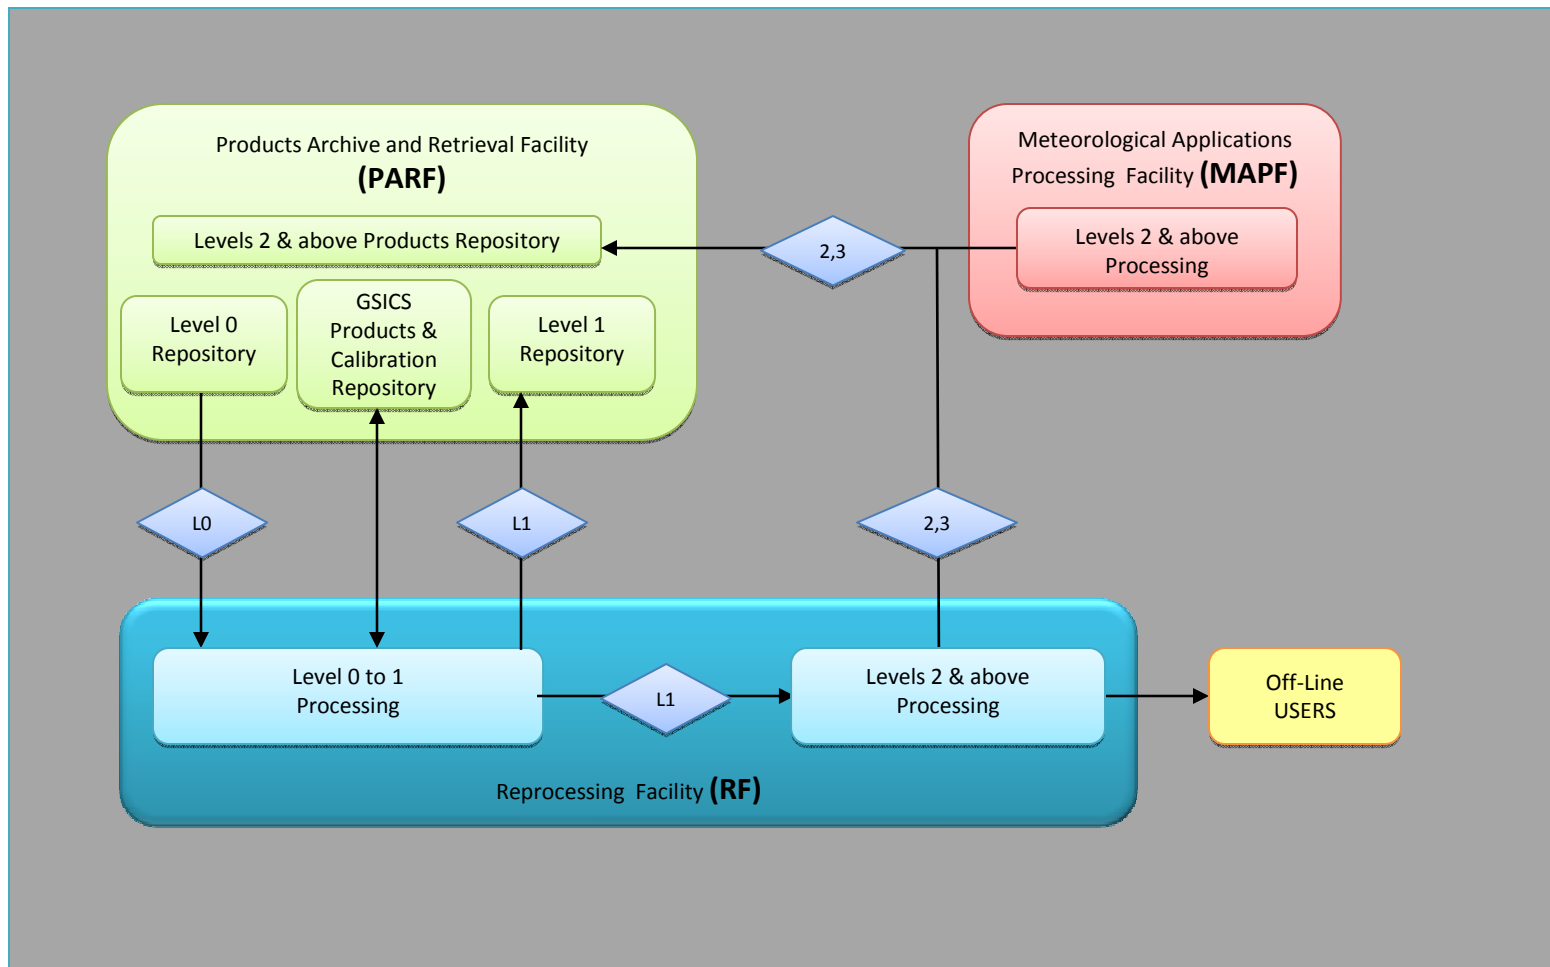 Products Archive and Retrieval Facility
(PARF)
Levels 2 & above Products Repository
Level 0
Repository
GSICS
Products &
Calibration
Repository
Level 1
Repository
Meteorological Applications
Processing Facility (MAPF)
Levels 2 & above
Processing
2,3
L0
L1
2,3
Level 0 to 1
Processing
L1
Levels 2 & above
Processing
Off-Line
USERS
Reprocessing Facility (RF)